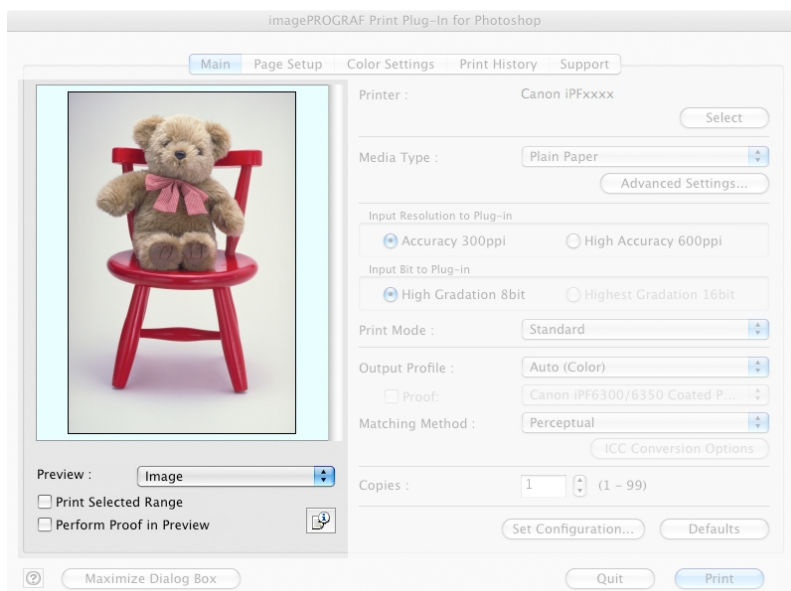 imagePROGRAF Print Plug-In for Photoshop
Main Page Setup Color Settings Print History Support
Printer : Canon iPFxxxx
Select
Media Type : Plain Paper
Advanced Settings...
Input Resolution to Plug-in
Accuracy 300ppi High Accuracy 600ppi
Input Bit to Plug-in
High Gradation 8bit Highest Gradation 16bit
Print Mode : Standard
Output Profile : Auto (Color)
Proof: Canon iPF6300/6350 Coated P...
Matching Method : Perceptual
ICC Conversion Options
Preview : Image
Print Selected Range
Perform Proof in Preview
Copies : 1 (1 - 99)
Set Configuration... Defaults
? Maximize Dialog Box Quit Print